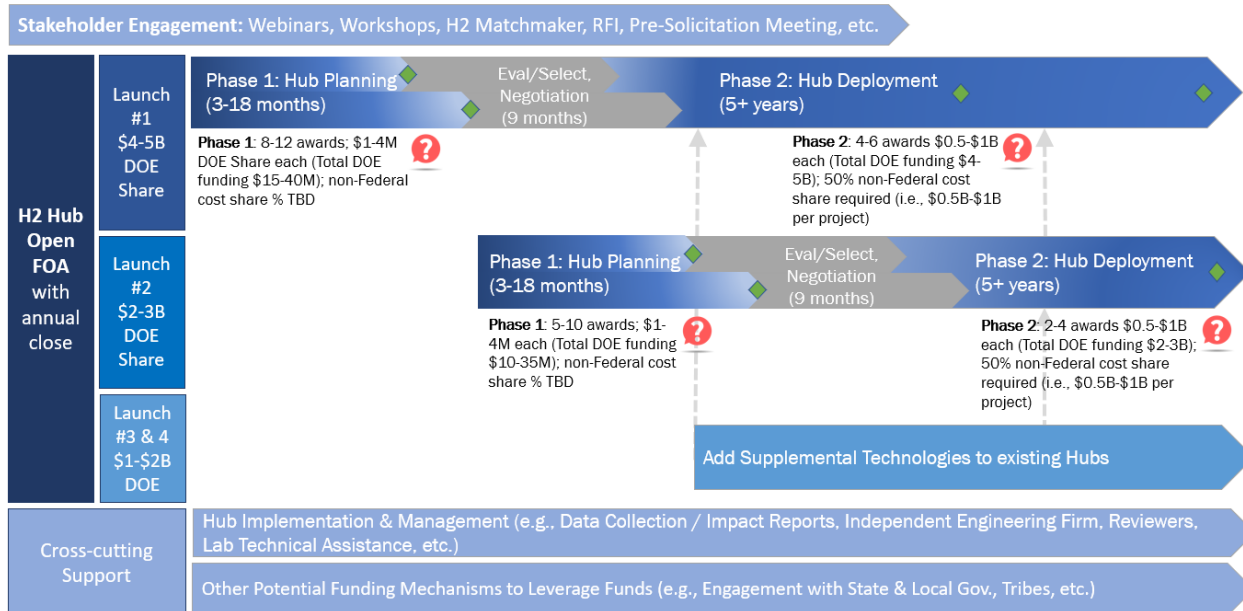 Stakeholder Engagement: Webinars, Workshops, H2 Matchmaker, RFI, Pre-Solicitation Meeting, etc.
H2 Hub
Open
FOA
with
annual
close
Launch
#1
$4-5B
DOE
Share
Phase 1: Hub Planning
(3-18 months)
Eval/Select,
Negotiation
(9 months)
Phase 2: Hub Deployment
(5+ years)
Phase 1: 8-12 awards; $1-4M
DOE Share each (Total DOE
funding $15-40M); non-Federal
cost share % TBD
?
Phase 2: 4-6 awards $0.5-$1B
each (Total DOE funding $4-
5B); 50% non-Federal cost
share required (i.e., $0.5B-$1B
per project)
?
Launch
#2
$2-3B
DOE
Share
Phase 1: Hub Planning
(3-18 months)
Eval/Select,
Negotiation
(9 months)
Phase 2: Hub Deployment
(5+ years)
Phase 1: 5-10 awards; $1-
4M each (Total DOE funding
$10-35M); non-Federal cost
share % TBD
?
Phase 2: 2-4 awards $0.5-$1B
each (Total DOE funding $2-3B);
50% non-Federal cost share
required (i.e., $0.5B-$1B per
project)
?
Launch
#3 & 4
$1-$2B
DOE
Add Supplemental Technologies to existing Hubs
Cross-cutting
Support
Hub Implementation & Management (e.g., Data Collection / Impact Reports, Independent Engineering Firm, Reviewers,
Lab Technical Assistance, etc.)
Other Potential Funding Mechanisms to Leverage Funds (e.g., Engagement with State & Local Gov., Tribes, etc.)